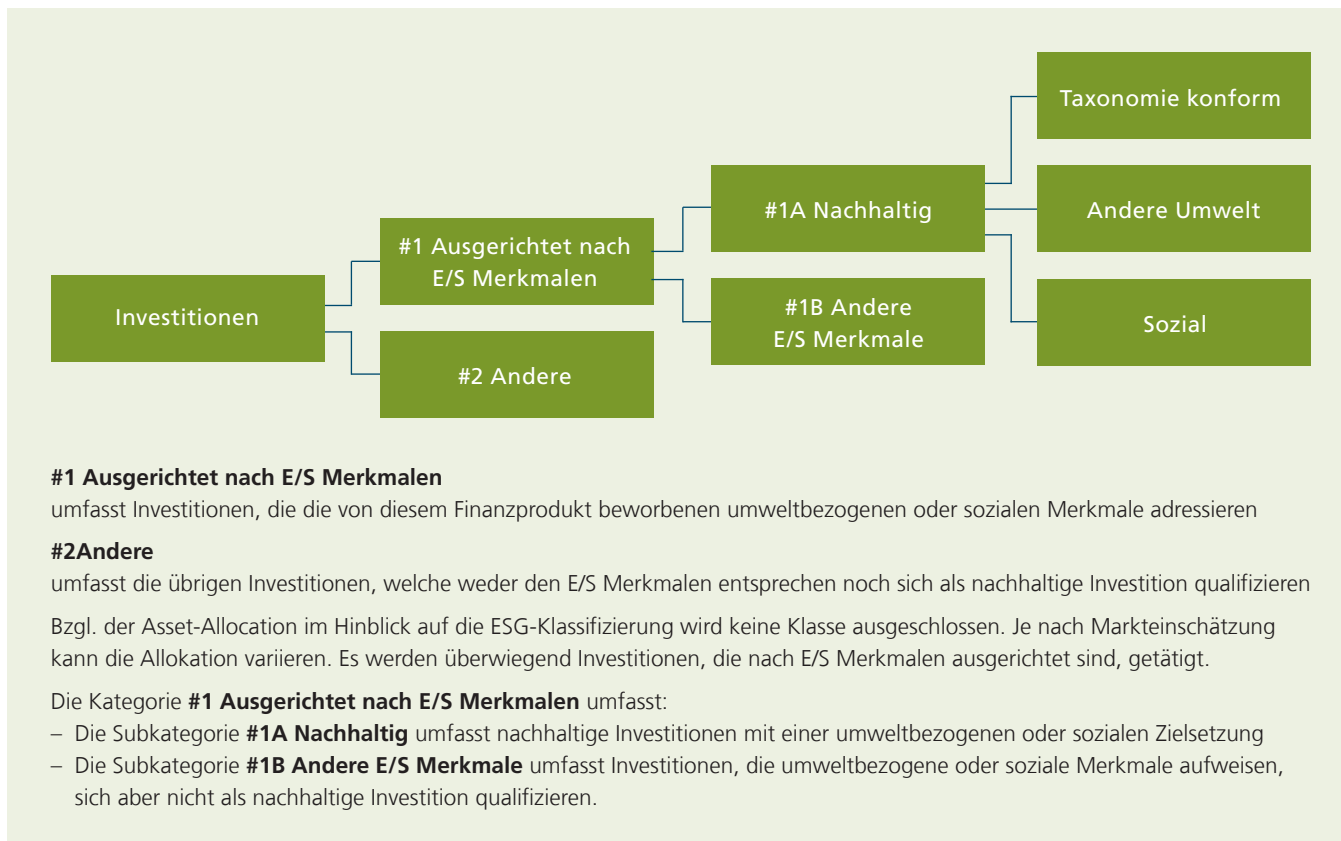 Taxonomie konform
#1A Nachhaltig
Andere Umwelt
#1 Ausgerichtet nach
E/S Merkmalen
Investitionen
#1B Andere
E/S Merkmale
Sozial
#2 Andere
#1 Ausgerichtet nach E/S Merkmalen
umfasst Investitionen, die die von diesem Finanzprodukt beworbenen umweltbezogenen oder sozialen Merkmale adressieren
#2Andere
umfasst die übrigen Investitionen, welche weder den E/S Merkmalen entsprechen noch sich als nachhaltige Investition qualifizieren
Bzgl. der Asset-Allocation im Hinblick auf die ESG-Klassifizierung wird keine Klasse ausgeschlossen. Je nach Markteinschätzung
kann die Allokation variieren. Es werden überwiegend Investitionen, die nach E/S Merkmalen ausgerichtet sind, getätigt.
Die Kategorie #1 Ausgerichtet nach E/S Merkmalen umfasst:
– Die Subkategorie #1A Nachhaltig umfasst nachhaltige Investitionen mit einer umweltbezogenen oder sozialen Zielsetzung
– Die Subkategorie #1B Andere E/S Merkmale umfasst Investitionen, die umweltbezogene oder soziale Merkmale aufweisen,
sich aber nicht als nachhaltige Investition qualifizieren.